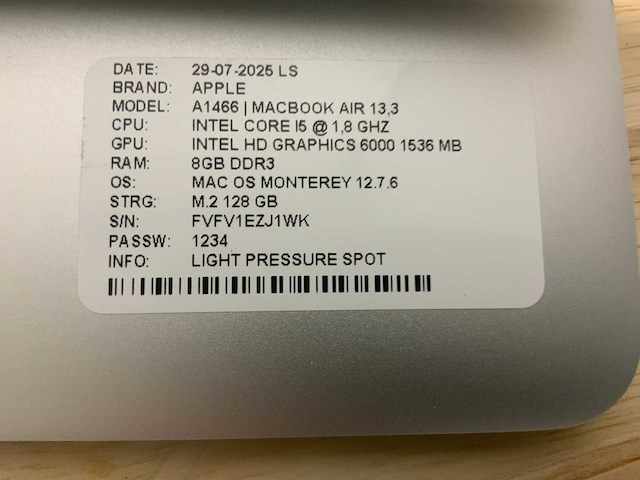 DATE: 29-07-2025 LS
BRAND: APPLE
MODEL: A1466 | MACBOOK AIR 13,3
CPU: INTEL CORE I5 @ 1,8 GHZ
GPU: INTEL HD GRAPHICS 6000 1536 MB
RAM: 8GB DDR3
OS: MAC OS MONTEREY 12.7.6
STRG: M.2 128 GB
S/N: FVFV1EZJ1WK
PASSW: 1234
INFO: LIGHT PRESSURE SPOT